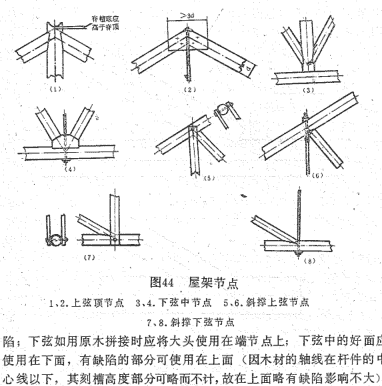 脊檩底应
高于脊顶
>3d
d
(1)
(2)
(3)
(4)
(5)
(6)
(7)
(8)
图44 屋架节点
1、2.上弦顶节点 3、4.下弦中节点 5、6.斜撑上弦节点
7、8.斜撑下弦节点
陷；下弦如用原木拼接时应将大头使用在端节点上；下弦中的好面应
使用在下面，有缺陷的部分可使用在上面（因木材的轴线在杆件的中
心线以下，其刻槽高度部分可略而不计，故在上面略有缺陷影响不大）